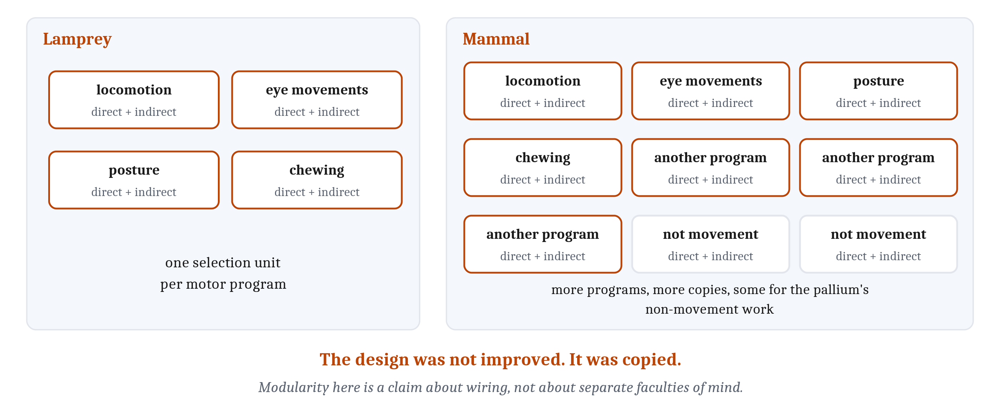 Lamprey
locomotion
direct + indirect
eye movements
direct + indirect
posture
direct + indirect
chewing
direct + indirect
one selection unit
per motor program
Mammal
locomotion
direct + indirect
eye movements
direct + indirect
posture
direct + indirect
chewing
direct + indirect
another program
direct + indirect
another program
direct + indirect
another program
direct + indirect
not movement
direct + indirect
not movement
direct + indirect
more programs, more copies, some for the pallium's
non-movement work
The design was not improved. It was copied.
Modularity here is a claim about wiring, not about separate faculties of mind.